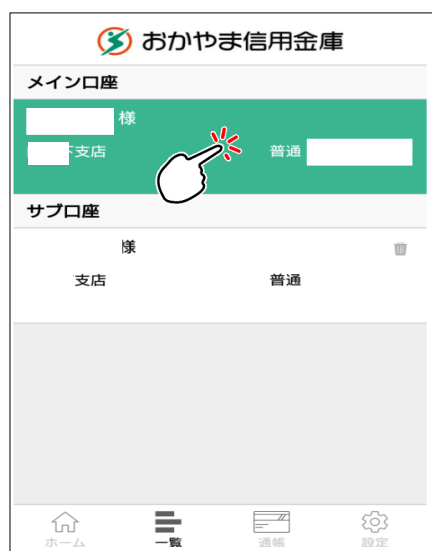 おかやま信用金庫
メイン口座
様
支店 普通
サブ口座
様
支店 普通
ホーム 一覧 通帳 設定